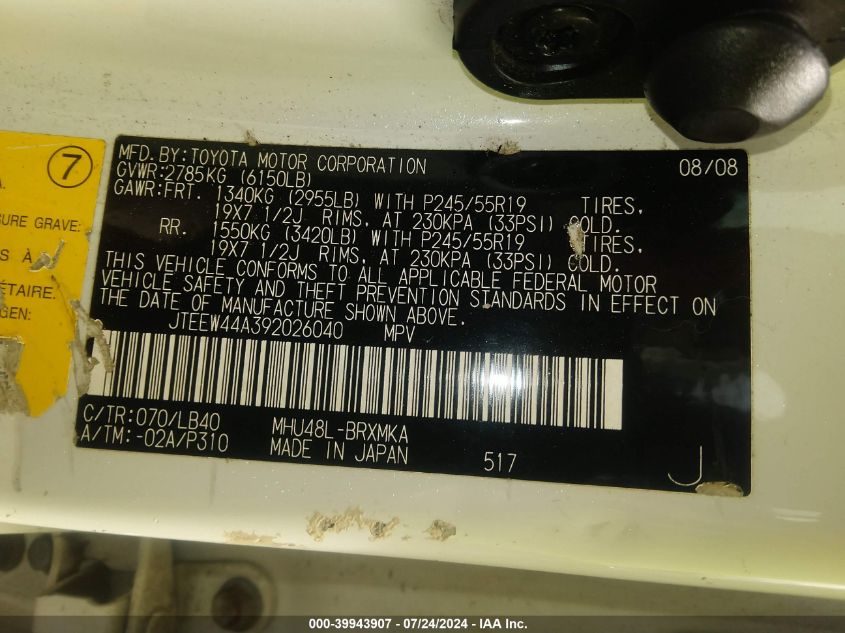 7
A.
SURE GRAVE:
S À
ÉTAIRE.
GEEN:
MFD.BY:TOYOTA MOTOR CORPORATION 08/08
GVWR:2785KG (6150LB)
GAWR:FRT. 1340KG (2955LB) WITH P245/55R19 TIRES,
19X7 1/2J RIMS, AT 230KPA (33PSI) COLD.
RR. 1550KG (3420LB) WITH P245/55R19 TIRES,
19X7 1/2J RIMS, AT 230KPA (33PSI) COLD.
THIS VEHICLE CONFORMS TO ALL APPLICABLE FEDERAL MOTOR
VEHICLE SAFETY AND THEFT PREVENTION STANDARDS IN EFFECT ON
THE DATE OF MANUFACTURE SHOWN ABOVE.
JTEEW44A392026040 MPV
C/TR:070/LB40 MHU48L-BRXMKA
A/TM:-02A/P310 MADE IN JAPAN 517 J
000-39943907 / 07/24/2024 - IAA Inc.